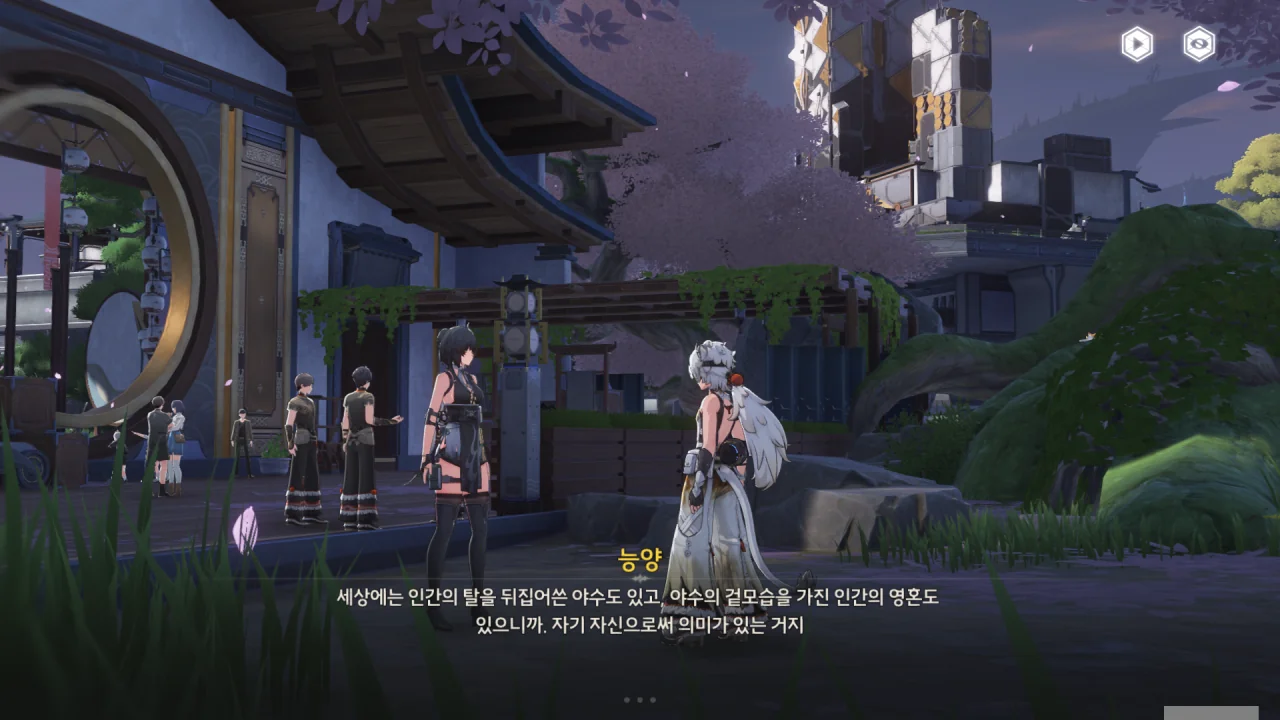 능양
세상에는 인간의 탈을 뒤집어쓴 야수도 있고, 야수의 겉모습을 가진 인간의 영혼도
있으니까. 자기 자신으로써 의미가 있는 거지